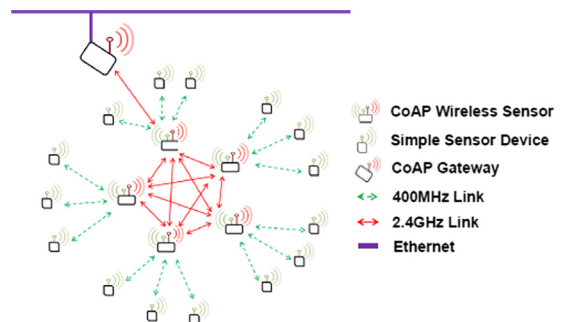 CoAP Wireless Sensor
Simple Sensor Device
CoAP Gateway
400MHz Link
2.4GHz Link
Ethernet